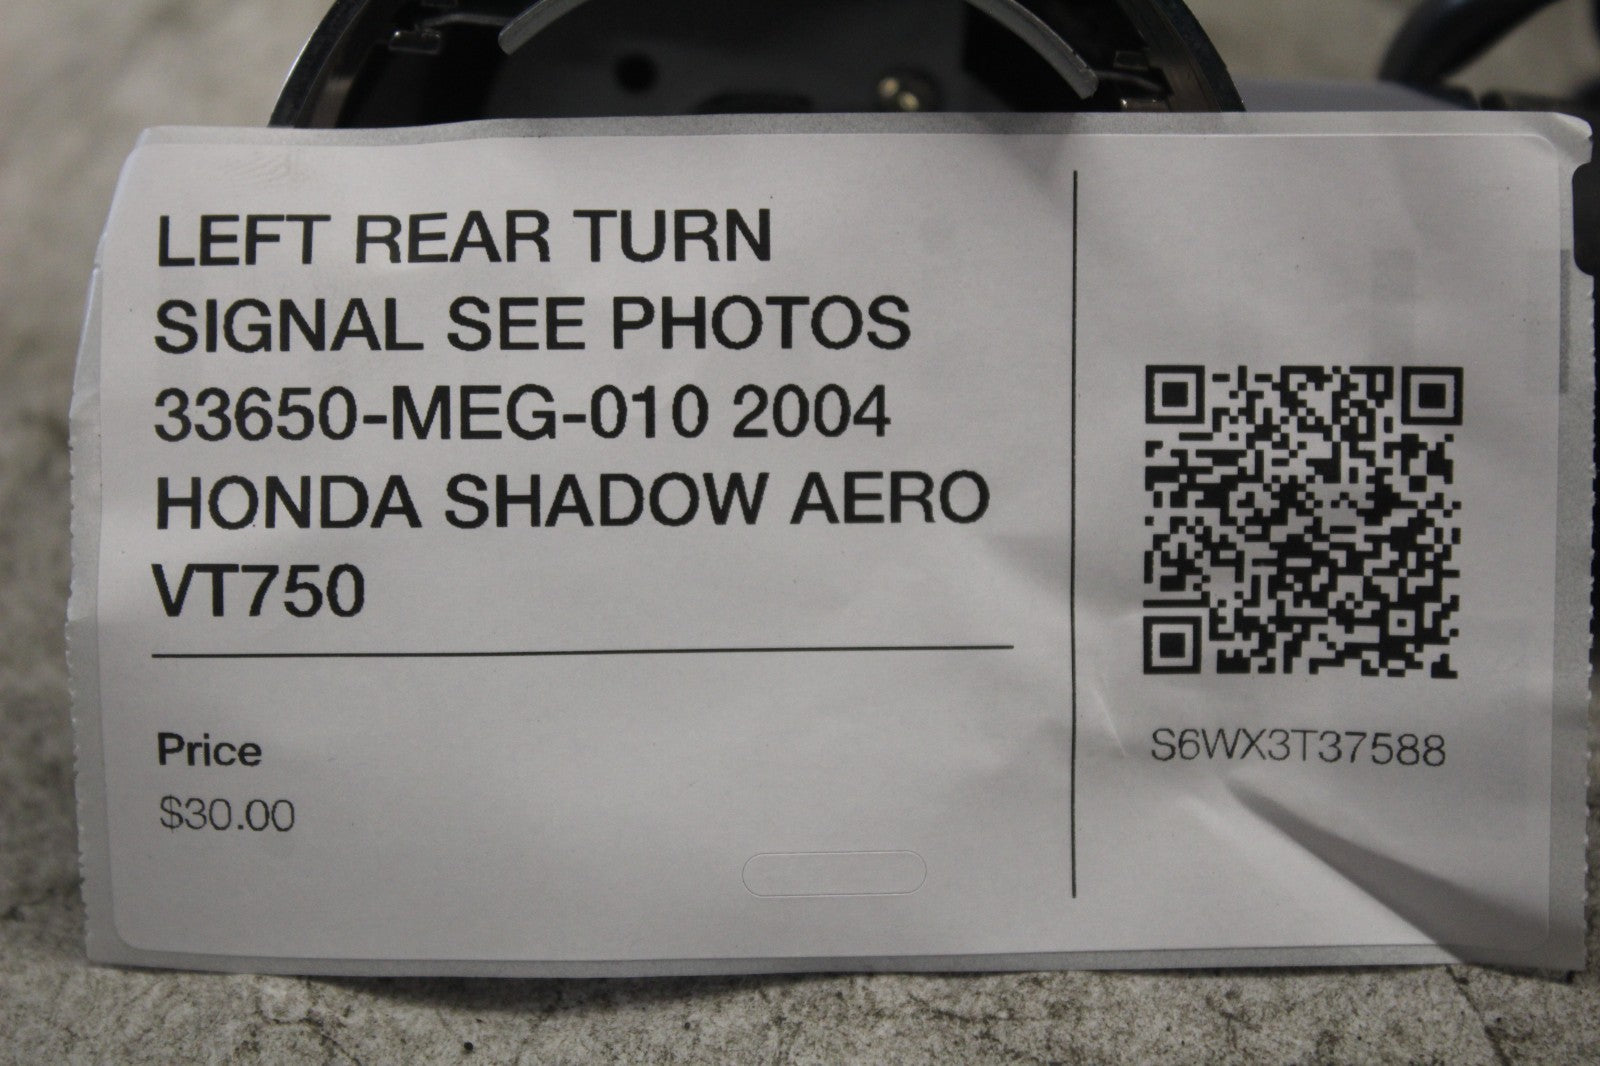 LEFT REAR TURN
SIGNAL SEE PHOTOS
33650-MEG-010 2004
HONDA SHADOW AERO
VT750
Price
$30.00
S6WX3T37588